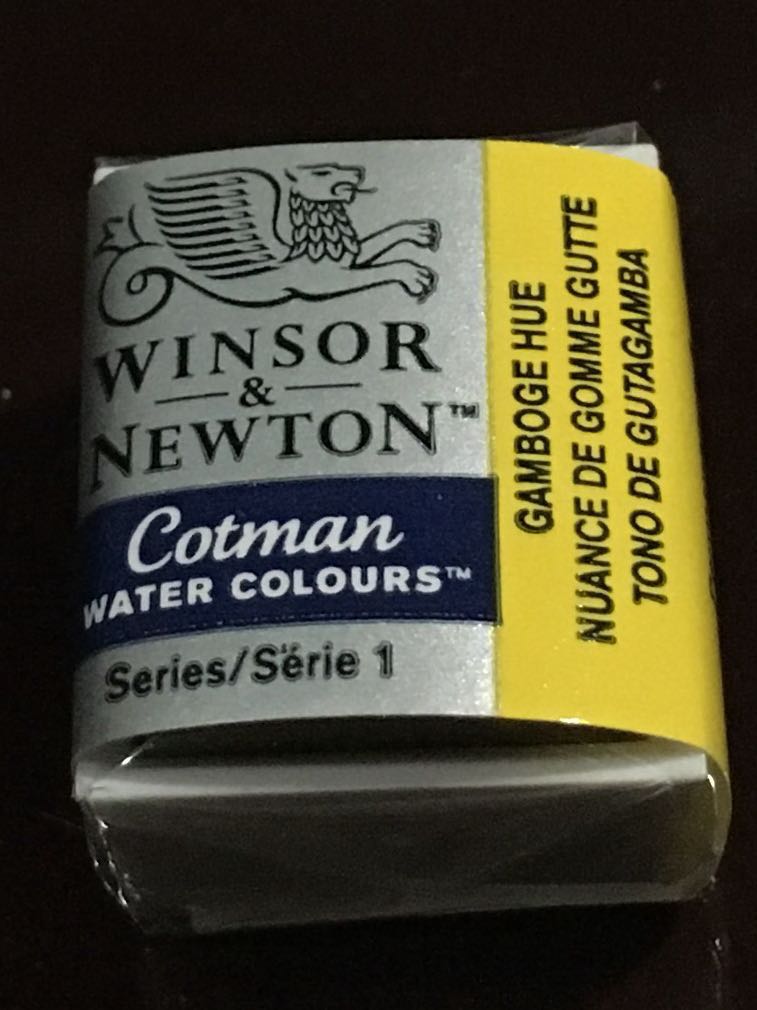 WINSOR
&
NEWTON™
Cotman
WATER COLOURS™
Series/Série 1
GAMBOGE HUE
NUANCE DE GOMME GUTTE
TONO DE GUTAGAMBA